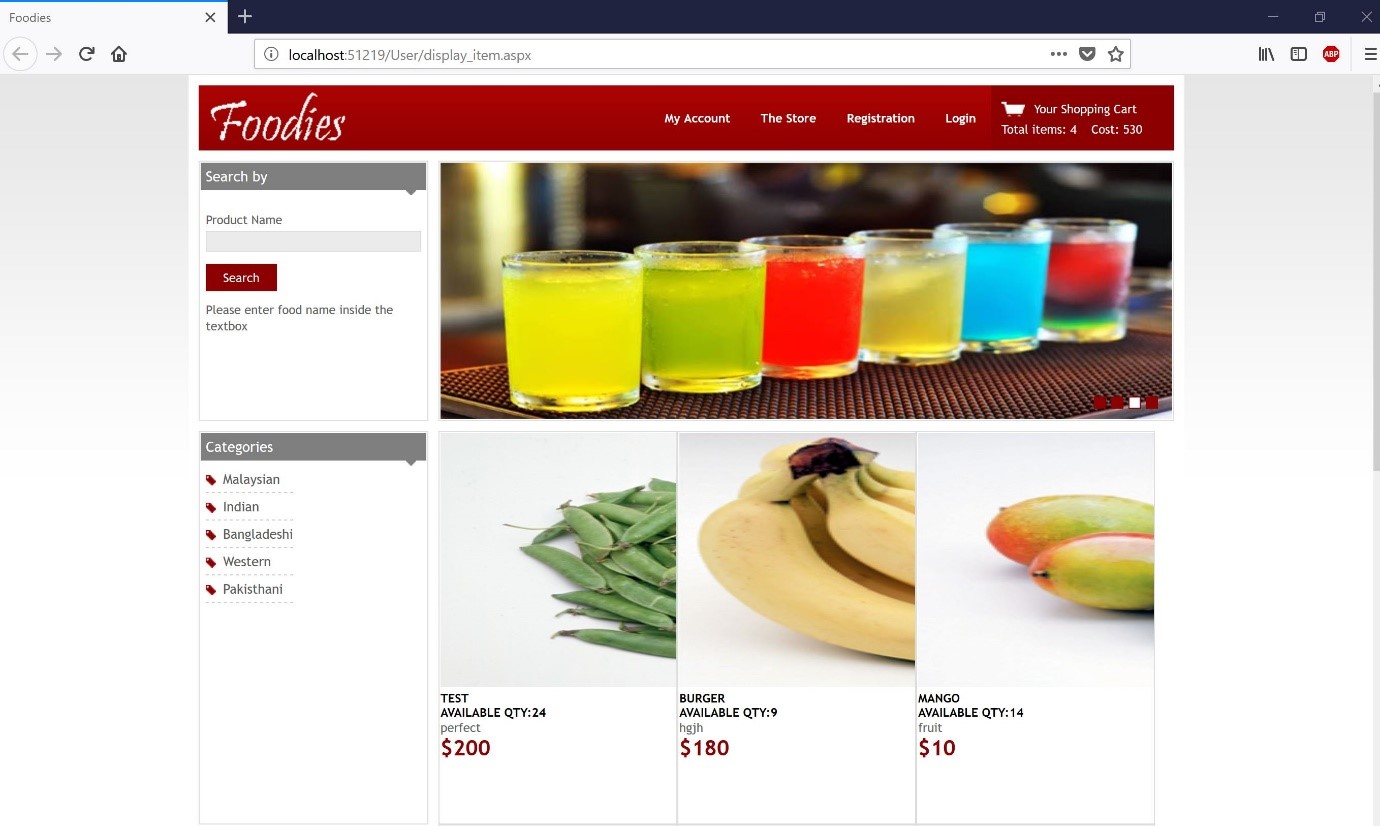 Foodies
localhost:51219/User/display_item.aspx
ABP
Foodies
My Account The Store Registration Login
Your Shopping Cart
Total items: 4 Cost: 530
Search by
Product Name
Search
Please enter food name inside the
textbox
Categories
Malaysian
Indian
Bangladeshi
Western
Pakisthani
TEST
AVAILABLE QTY:24
perfect
$200
BURGER
AVAILABLE QTY:9
hgjh
$180
MANGO
AVAILABLE QTY:14
fruit
$10